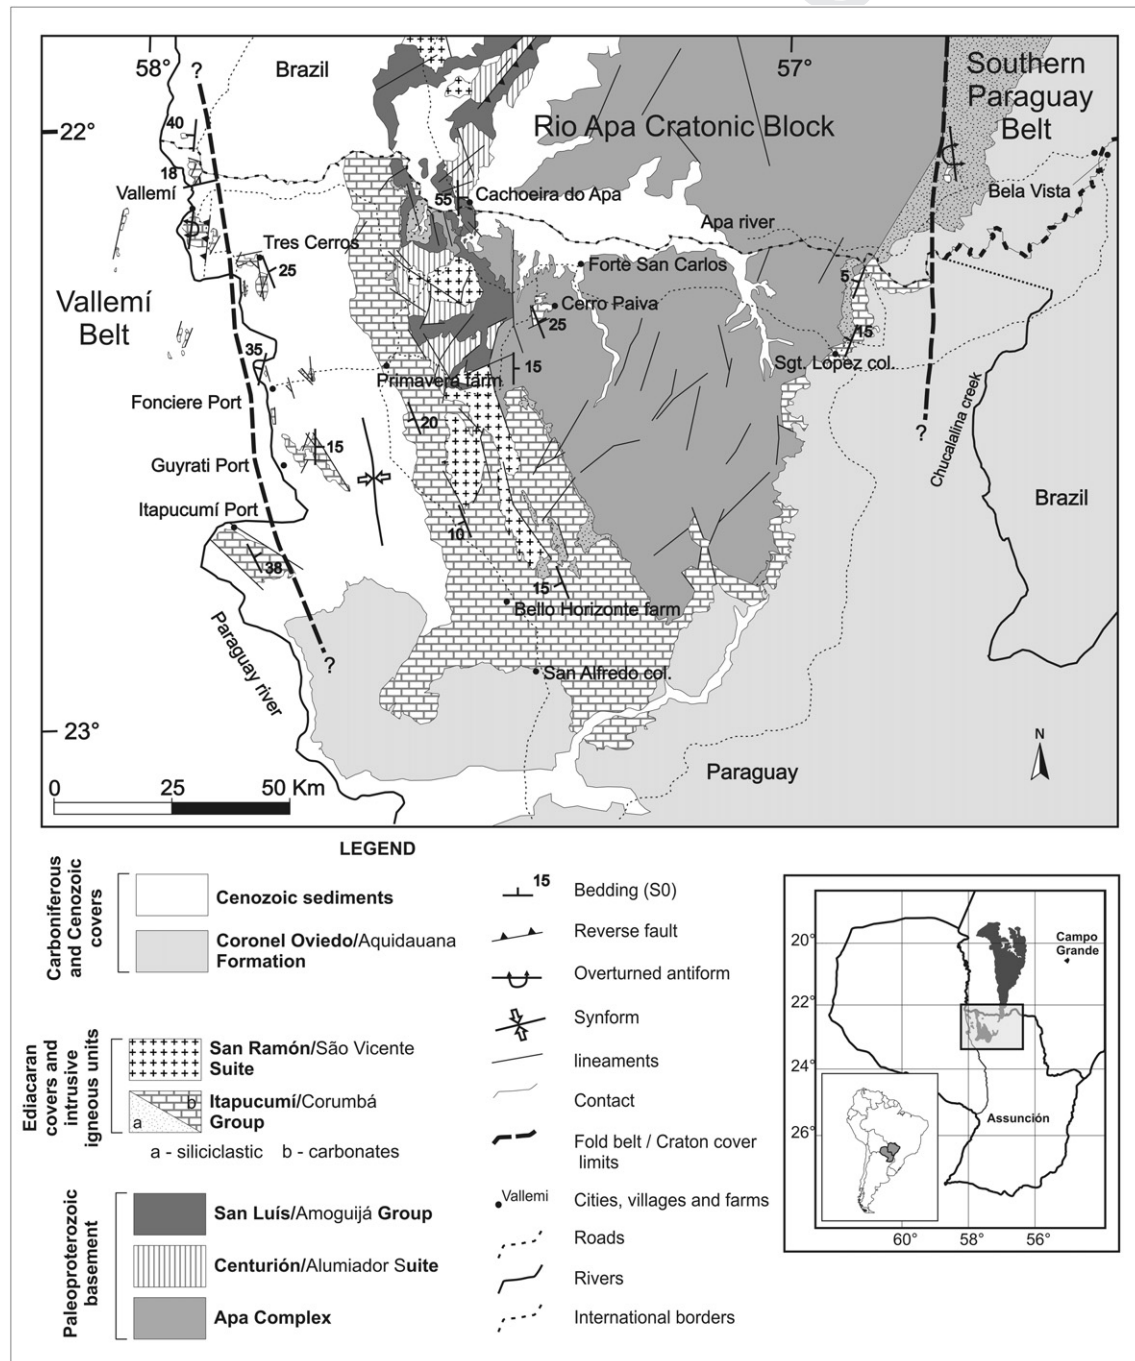 58°
57°
?
Brazil
Southern
Paraguay
Belt
Rio Apa Cratonic Block
22°
40
18
Vallemí
55
Cachoeira do Apa
Bela Vista
Apa river
Tres Cerros
25
Forte San Carlos
5
Vallemí
Belt
Cerro Paiva
25
15
35
15
Sgt. López col.
Primavera farm
Fonciere Port
20
?
Chucalalina creek
15
Guyrati Port
Itapucumí Port
Brazil
10
38
15
Bello Horizonte farm
Paraguay river
?
San Alfredo col.
23°
N
Paraguay
0 25 50 Km
LEGEND
Carboniferous
and Cenozoic
covers
Cenozoic sediments
Coronel Oviedo/Aquidauana
Formation
Ediacaran
covers and
intrusive
igneous units
San Ramón/São Vicente
Suite
b
a
Itapucumí/Corumbá
Group
a - siliciclastic b - carbonates
Paleoproterozoic
basement
San Luís/Amoguijá Group
Centurión/Alumiador Suite
Apa Complex
15
Bedding (S0)
Reverse fault
Overturned antiform
Synform
lineaments
Contact
Fold belt / Craton cover
limits
Vallemi
Cities, villages and farms
Roads
Rivers
International borders
20°
Campo
Grande
22°
24°
Assunción
26°
60° 58° 56°